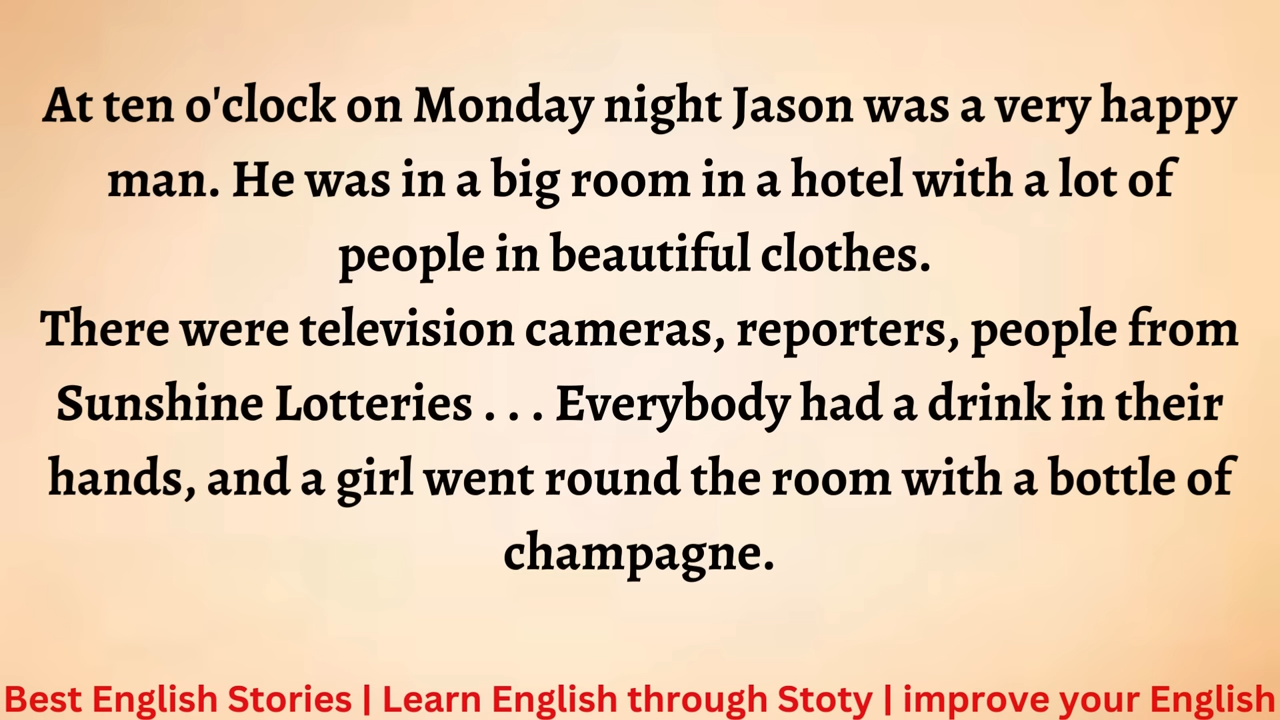 At ten o'clock on Monday night Jason was a very happy
man. He was in a big room in a hotel with a lot of
people in beautiful clothes.
There were television cameras, reporters, people from
Sunshine Lotteries . . . Everybody had a drink in their
hands, and a girl went round the room with a bottle of
champagne.
Best English Stories | Learn English through Stoty | improve your English